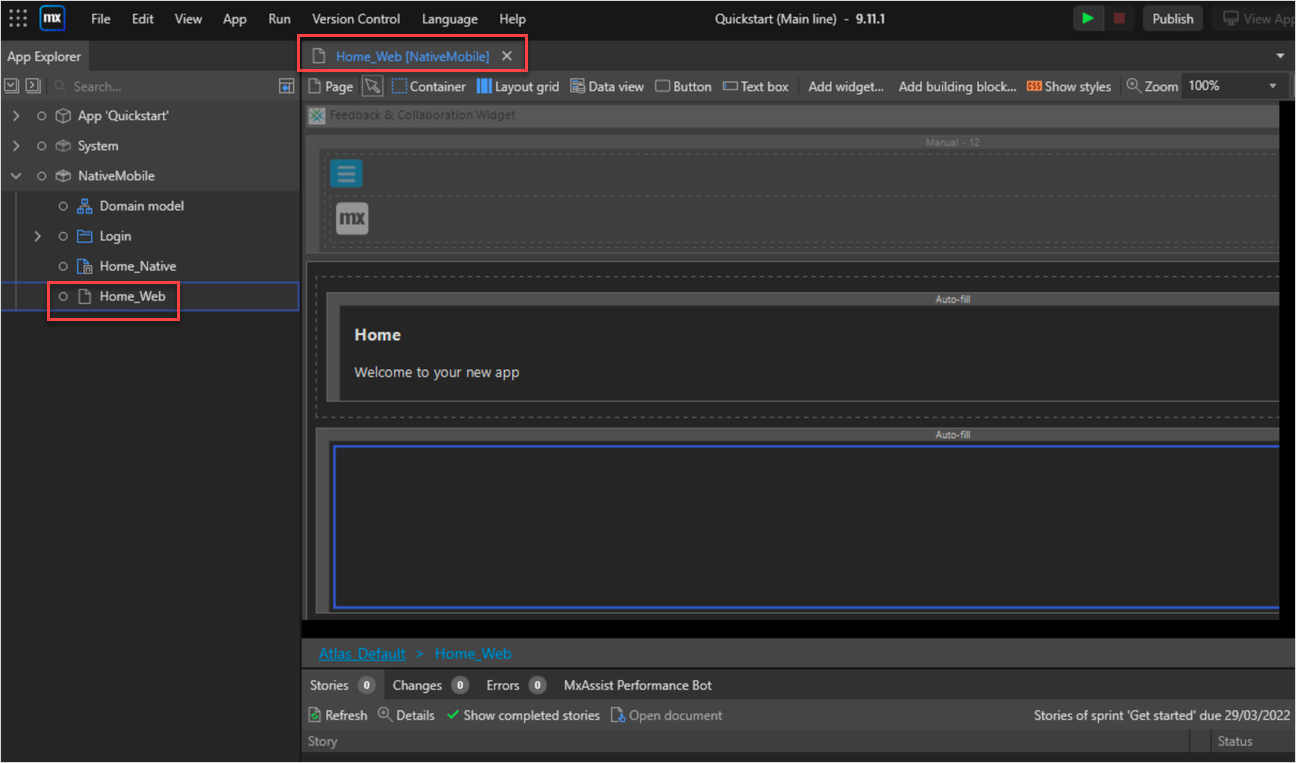 mx File Edit View App Run Version Control Language Help Quickstart (Main line) - 9.11.1 Publish View App
App Explorer
Home_Web [NativeMobile]
Search...
Page Container Layout grid Data view Button Text box Add widget... Add building block... CSS Show styles Zoom 100%
App 'Quickstart'
System
NativeMobile
Domain model
Login
Home_Native
Home_Web
Feedback & Collaboration Widget
Manual - 12
mx
Auto-fill
Home
Welcome to your new app
Auto-fill
Atlas_Default > Home_Web
Stories 0 Changes 0 Errors 0 MxAssist Performance Bot
Refresh Details Show completed stories Open document Stories of sprint 'Get started' due 29/03/2022
Story Status